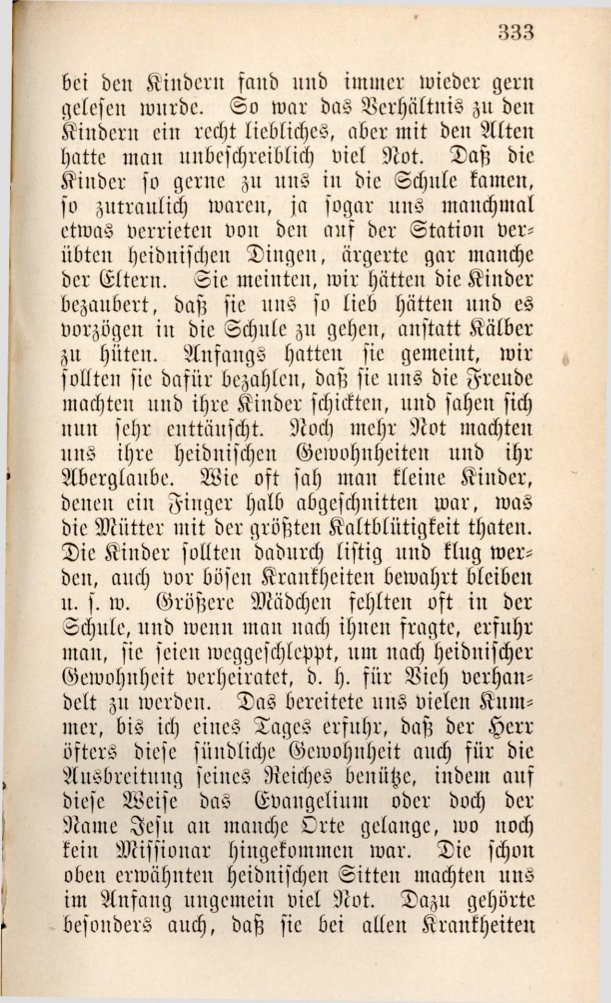 333
bei den Kindern fand und immer wieder gern
gelesen wurde. So war das Verhältnis zu den
Kindern ein recht liebliches, aber mit den Alten
hatte man unbeschreiblich viel Not. Daß die
Kinder so gerne zu uns in die Schule kamen,
so zutraulich waren, ja sogar uns manchmal
etwas verrieten von den auf der Station ver-
übten heidnischen Dingen, ärgerte gar manche
der Eltern. Sie meinten, wir hätten die Kinder
bezaubert, daß sie uns so lieb hätten und es
vorzögen in die Schule zu gehen, anstatt Kälber
zu hüten. Anfangs hatten sie gemeint, wir
sollten sie dafür bezahlen, daß sie uns die Freude
machten und ihre Kinder schickten, und sahen sich
nun sehr enttäuscht. Noch mehr Not machten
uns ihre heidnischen Gewohnheiten und ihr
Aberglaube. Wie oft sah man kleine Kinder,
denen ein Finger halb abgeschnitten war, was
die Mütter mit der größten Kaltblütigkeit thaten.
Die Kinder sollten dadurch listig und klug wer-
den, auch vor bösen Krankheiten bewahrt bleiben
u. s. w. Größere Mädchen fehlten oft in der
Schule, und wenn man nach ihnen fragte, erfuhr
man, sie seien weggeschleppt, um nach heidnischer
Gewohnheit verheiratet, d. h. für Vieh verhan-
delt zu werden. Das bereitete uns vielen Kum-
mer, bis ich eines Tages erfuhr, daß der Herr
öfters diese sündliche Gewohnheit auch für die
Ausbreitung seines Reiches benütze, indem auf
diese Weise das Evangelium oder doch der
Name Jesu an manche Orte gelange, wo noch
kein Missionar hingekommen war. Die schon
oben erwähnten heidnischen Sitten machten uns
im Anfang ungemein viel Not. Dazu gehörte
besonders auch, daß sie bei allen Krankheiten